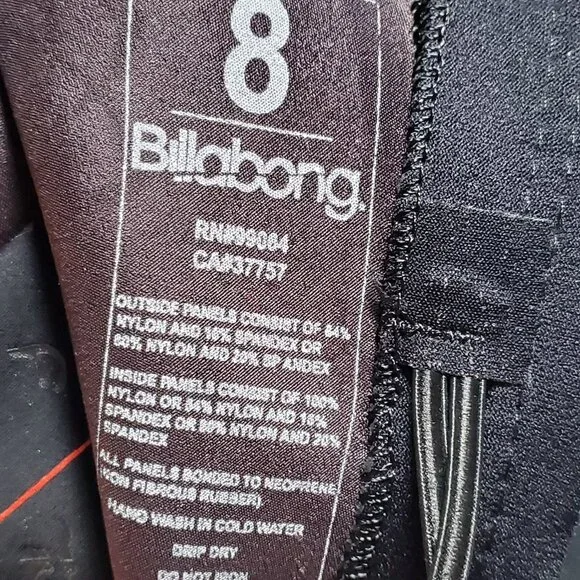 8
Billabong.
RN#99084
CA#37757
OUTSIDE PANELS CONSIST OF 84%
NYLON AND 16% SPANDEX OR
80% NYLON AND 20% SPANDEX
INSIDE PANELS CONSIST OF 100%
NYLON OR 84% NYLON AND 16%
SPANDEX OR 80% NYLON AND 20%
SPANDEX
ALL PANELS BONDED TO NEOPRENE
(NON FIBROUS RUBBER)
HAND WASH IN COLD WATER
DRIP DRY
DO NOT IRON